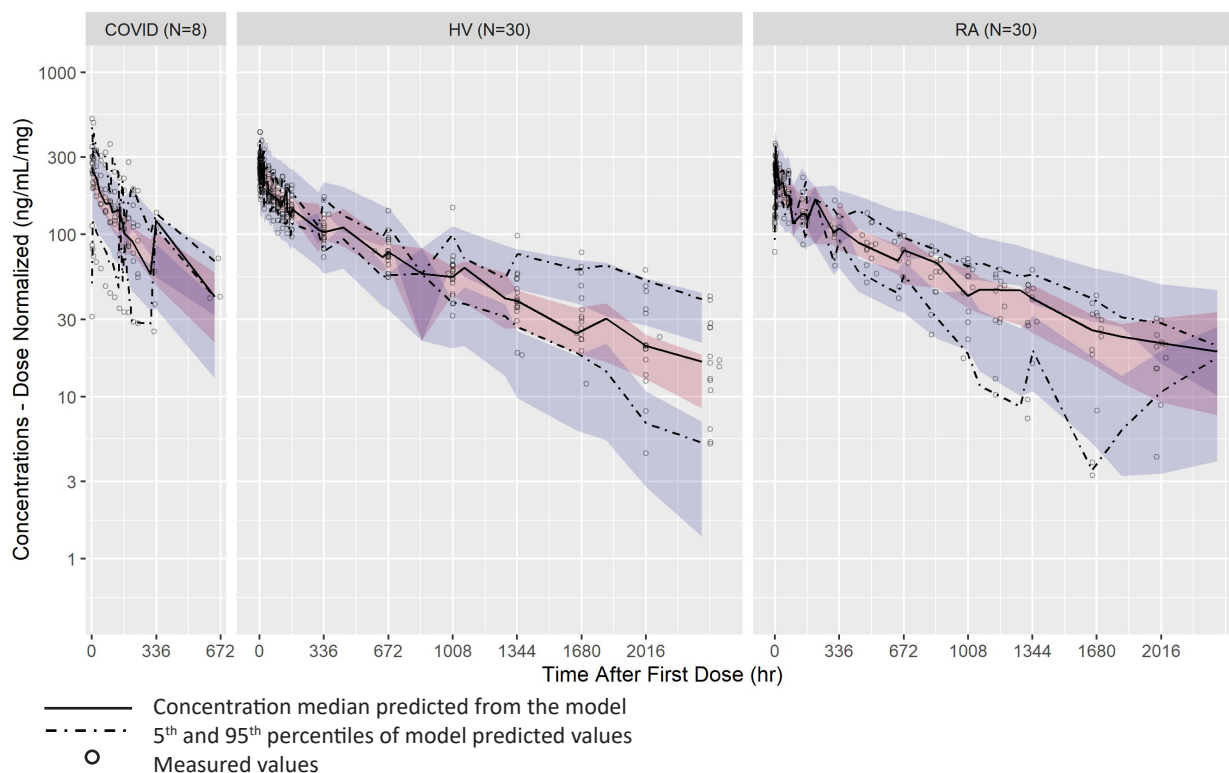 COVID (N=8)
HV (N=30)
RA (N=30)
Concentrations - Dose Normalized (ng/mL/mg)
1000
300
100
30
10
3
1
0 336 672
0 336 672 1008 1344 1680 2016
0 336 672 1008 1344 1680 2016
Time After First Dose (hr)
Concentration median predicted from the model
5th and 95th percentiles of model predicted values
Measured values